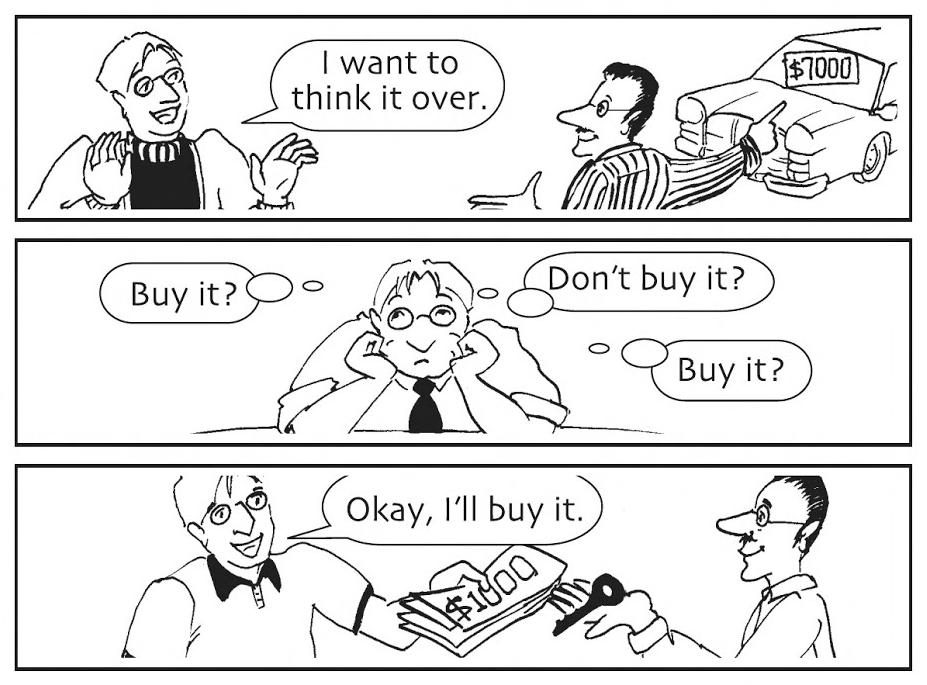 I want to
think it over.
$7000
Buy it?
Don't buy it?
Buy it?
Okay, I'll buy it.
$1000